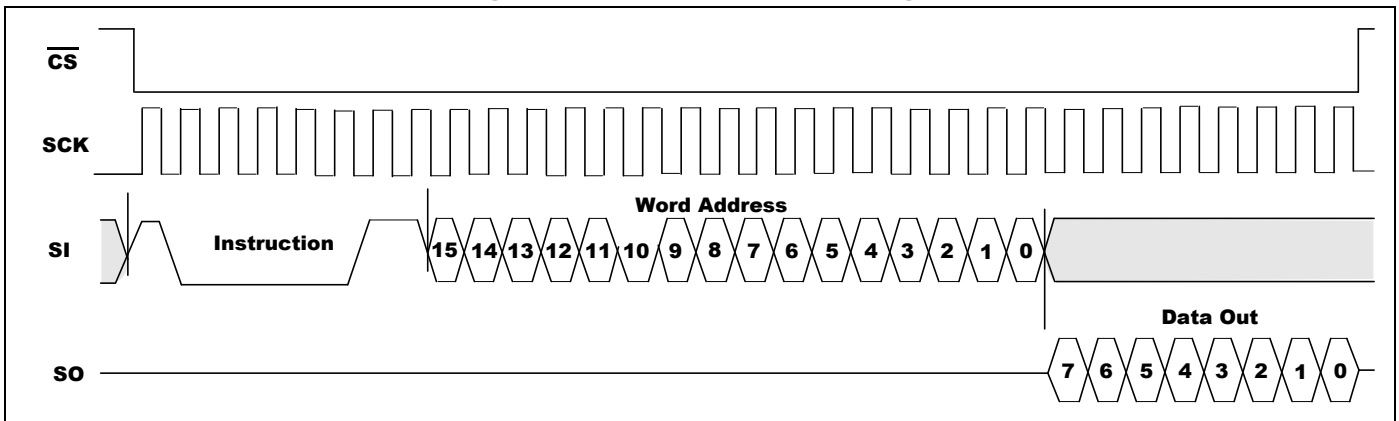 CS
SCK
Word Address
SI Instruction 15 14 13 12 11 10 9 8 7 6 5 4 3 2 1 0
Data Out
SO 7 6 5 4 3 2 1 0